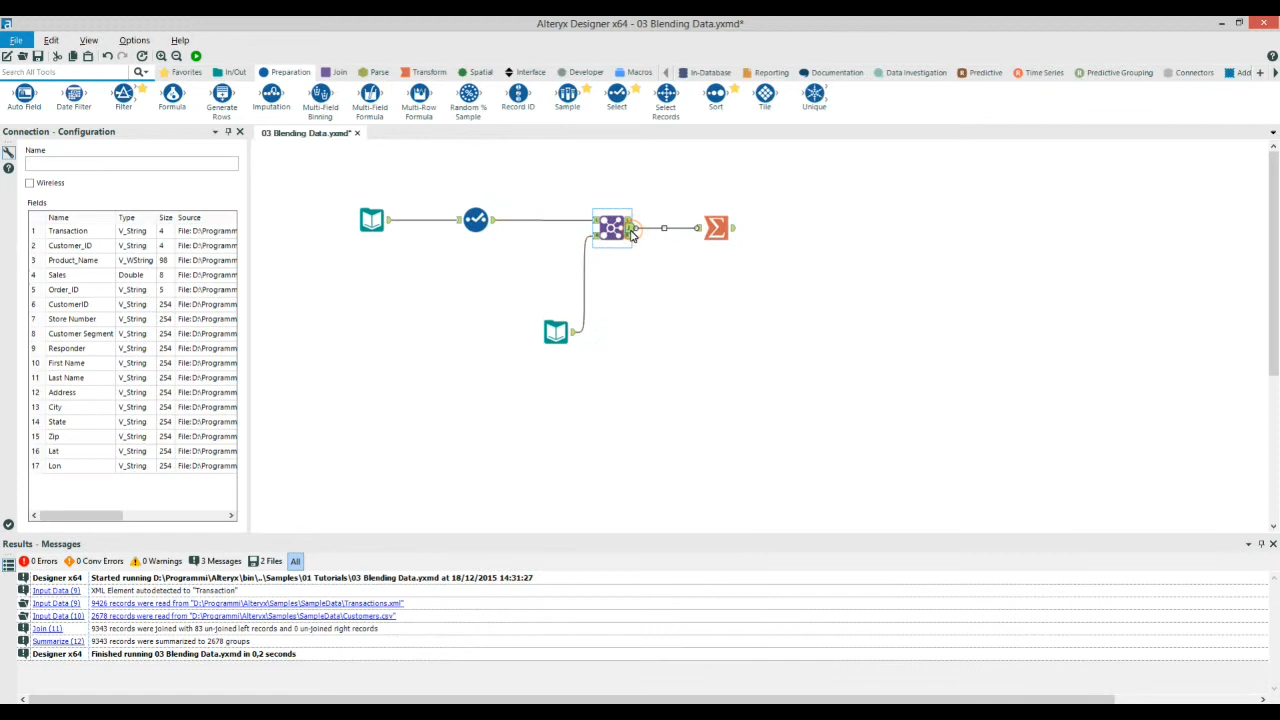 Alteryx Designer x64 - 03 Blending Data.yxmd*
File Edit View Options Help
Search All Tools Favorites In/Out Preparation Join Parse Transform Spatial Interface Developer Macros In-Database Reporting Documentation Data Investigation Predictive Time Series Predictive Grouping Connectors Add
Auto Field Date Filter Filter Formula Generate Rows Imputation Multi-Field Binning Multi-Field Formula Multi-Row Formula Random % Sample Record ID Sample Select Select Records Sort Tile Unique
Connection - Configuration
03 Blending Data.yxmd*
Name
Wireless
Fields
Name Type Size Source
1 Transaction V_String 4 File: D:\Programm
2 Customer_ID V_String 4 File: D:\Programm
3 Product_Name V_WString 98 File: D:\Programm
4 Sales Double 8 File: D:\Programm
5 Order_ID V_String 5 File: D:\Programm
6 CustomerID V_String 254 File: D:\Programm
7 Store Number V_String 254 File: D:\Programm
8 Customer Segment V_String 254 File: D:\Programm
9 Responder V_String 254 File: D:\Programm
10 First Name V_String 254 File: D:\Programm
11 Last Name V_String 254 File: D:\Programm
12 Address V_String 254 File: D:\Programm
13 City V_String 254 File: D:\Programm
14 State V_String 254 File: D:\Programm
15 Zip V_String 254 File: D:\Programm
16 Lat V_String 254 File: D:\Programm
17 Lon V_String 254 File: D:\Programm
Results - Messages
0 Errors 0 Conv Errors 0 Warnings 3 Messages 2 Files All
Designer x64 Started running D:\Programmi\Alteryx\bin\..\Samples\01 Tutorials\03 Blending Data.yxmd at 18/12/2015 14:31:27
Input Data (9) XML Element autodetected to "Transaction"
Input Data (9) 9426 records were read from "D:\Programmi\Alteryx\Samples\SampleData\Transactions.xml"
Input Data (10) 2678 records were read from "D:\Programmi\Alteryx\Samples\SampleData\Customers.csv"
Join (11) 9343 records were joined with 83 un-joined left records and 0 un-joined right records
Summarize (12) 9343 records were summarized to 2678 groups
Designer x64 Finished running 03 Blending Data.yxmd in 0,2 seconds